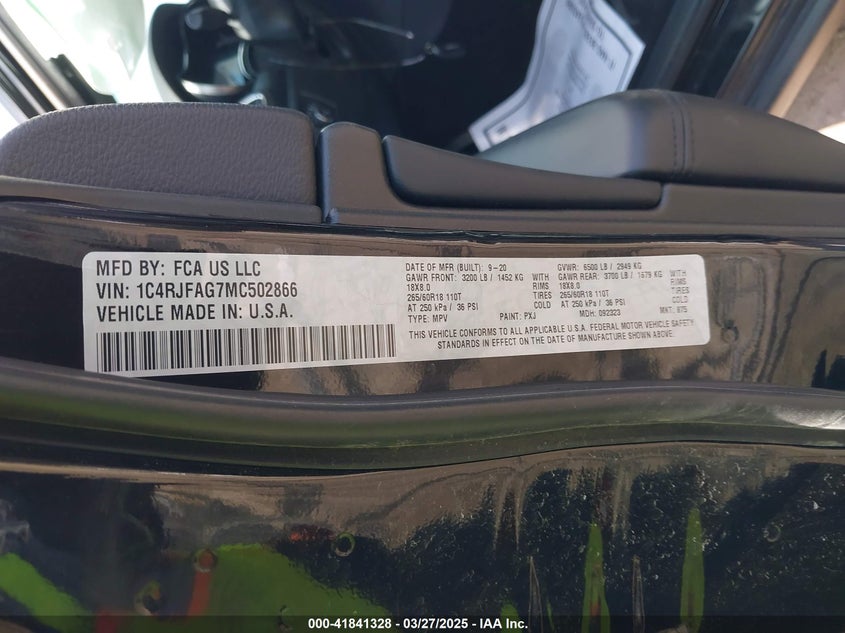 MFD BY: FCA US LLC
VIN: 1C4RJFAG7MC502866
VEHICLE MADE IN: U.S.A.
DATE OF MFR (BUILT): 9-20 GVWR: 6500 LB / 2949 KG
GAWR FRONT: 3200 LB / 1452 KG WITH GAWR REAR: 3700 LB / 1679 KG WITH
18X8.0 RIMS 18X8.0 RIMS
265/60R18 110T TIRES 265/60R18 110T TIRES
AT 250 kPa / 36 PSI COLD AT 250 kPa / 36 PSI COLD
TYPE: MPV PAINT: PXJ MDH: 092323 MKT: 875
THIS VEHICLE CONFORMS TO ALL APPLICABLE U.S.A. FEDERAL MOTOR VEHICLE SAFETY
STANDARDS IN EFFECT ON THE DATE OF MANUFACTURE SHOWN ABOVE.
000-41841328 — 03/27/2025 — IAA Inc.